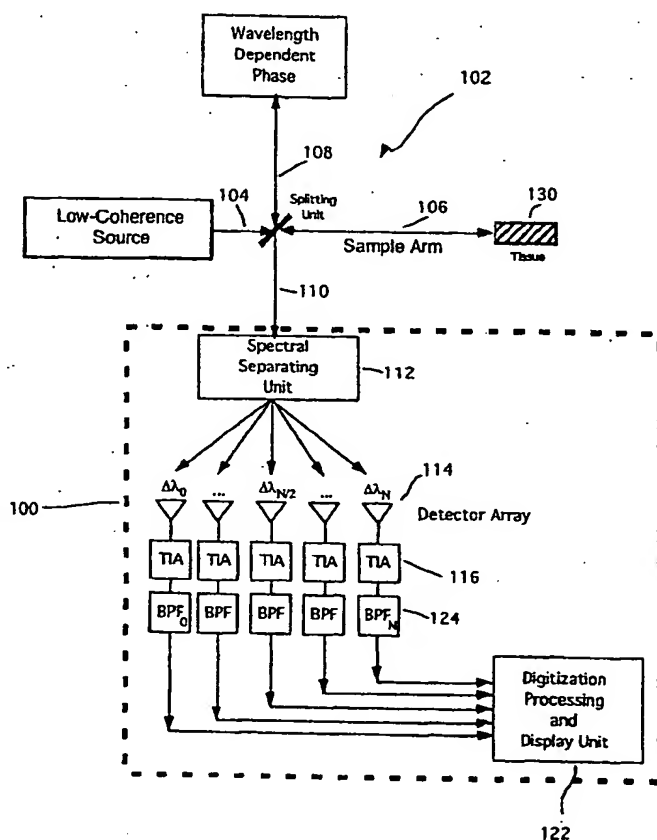 Wavelength
Dependent
Phase
102
108
104
Splitting
Unit
106
130
Low-Coherence
Source
Sample Arm
Tissue
110
Spectral
Separating
Unit
112
Δλ0 ... ΔλN/2 ... ΔλN
114
100
Detector Array
TIA TIA TIA TIA TIA
116
BPF0 BPF BPF BPF BPFN
124
Digitization
Processing
and
Display Unit
122